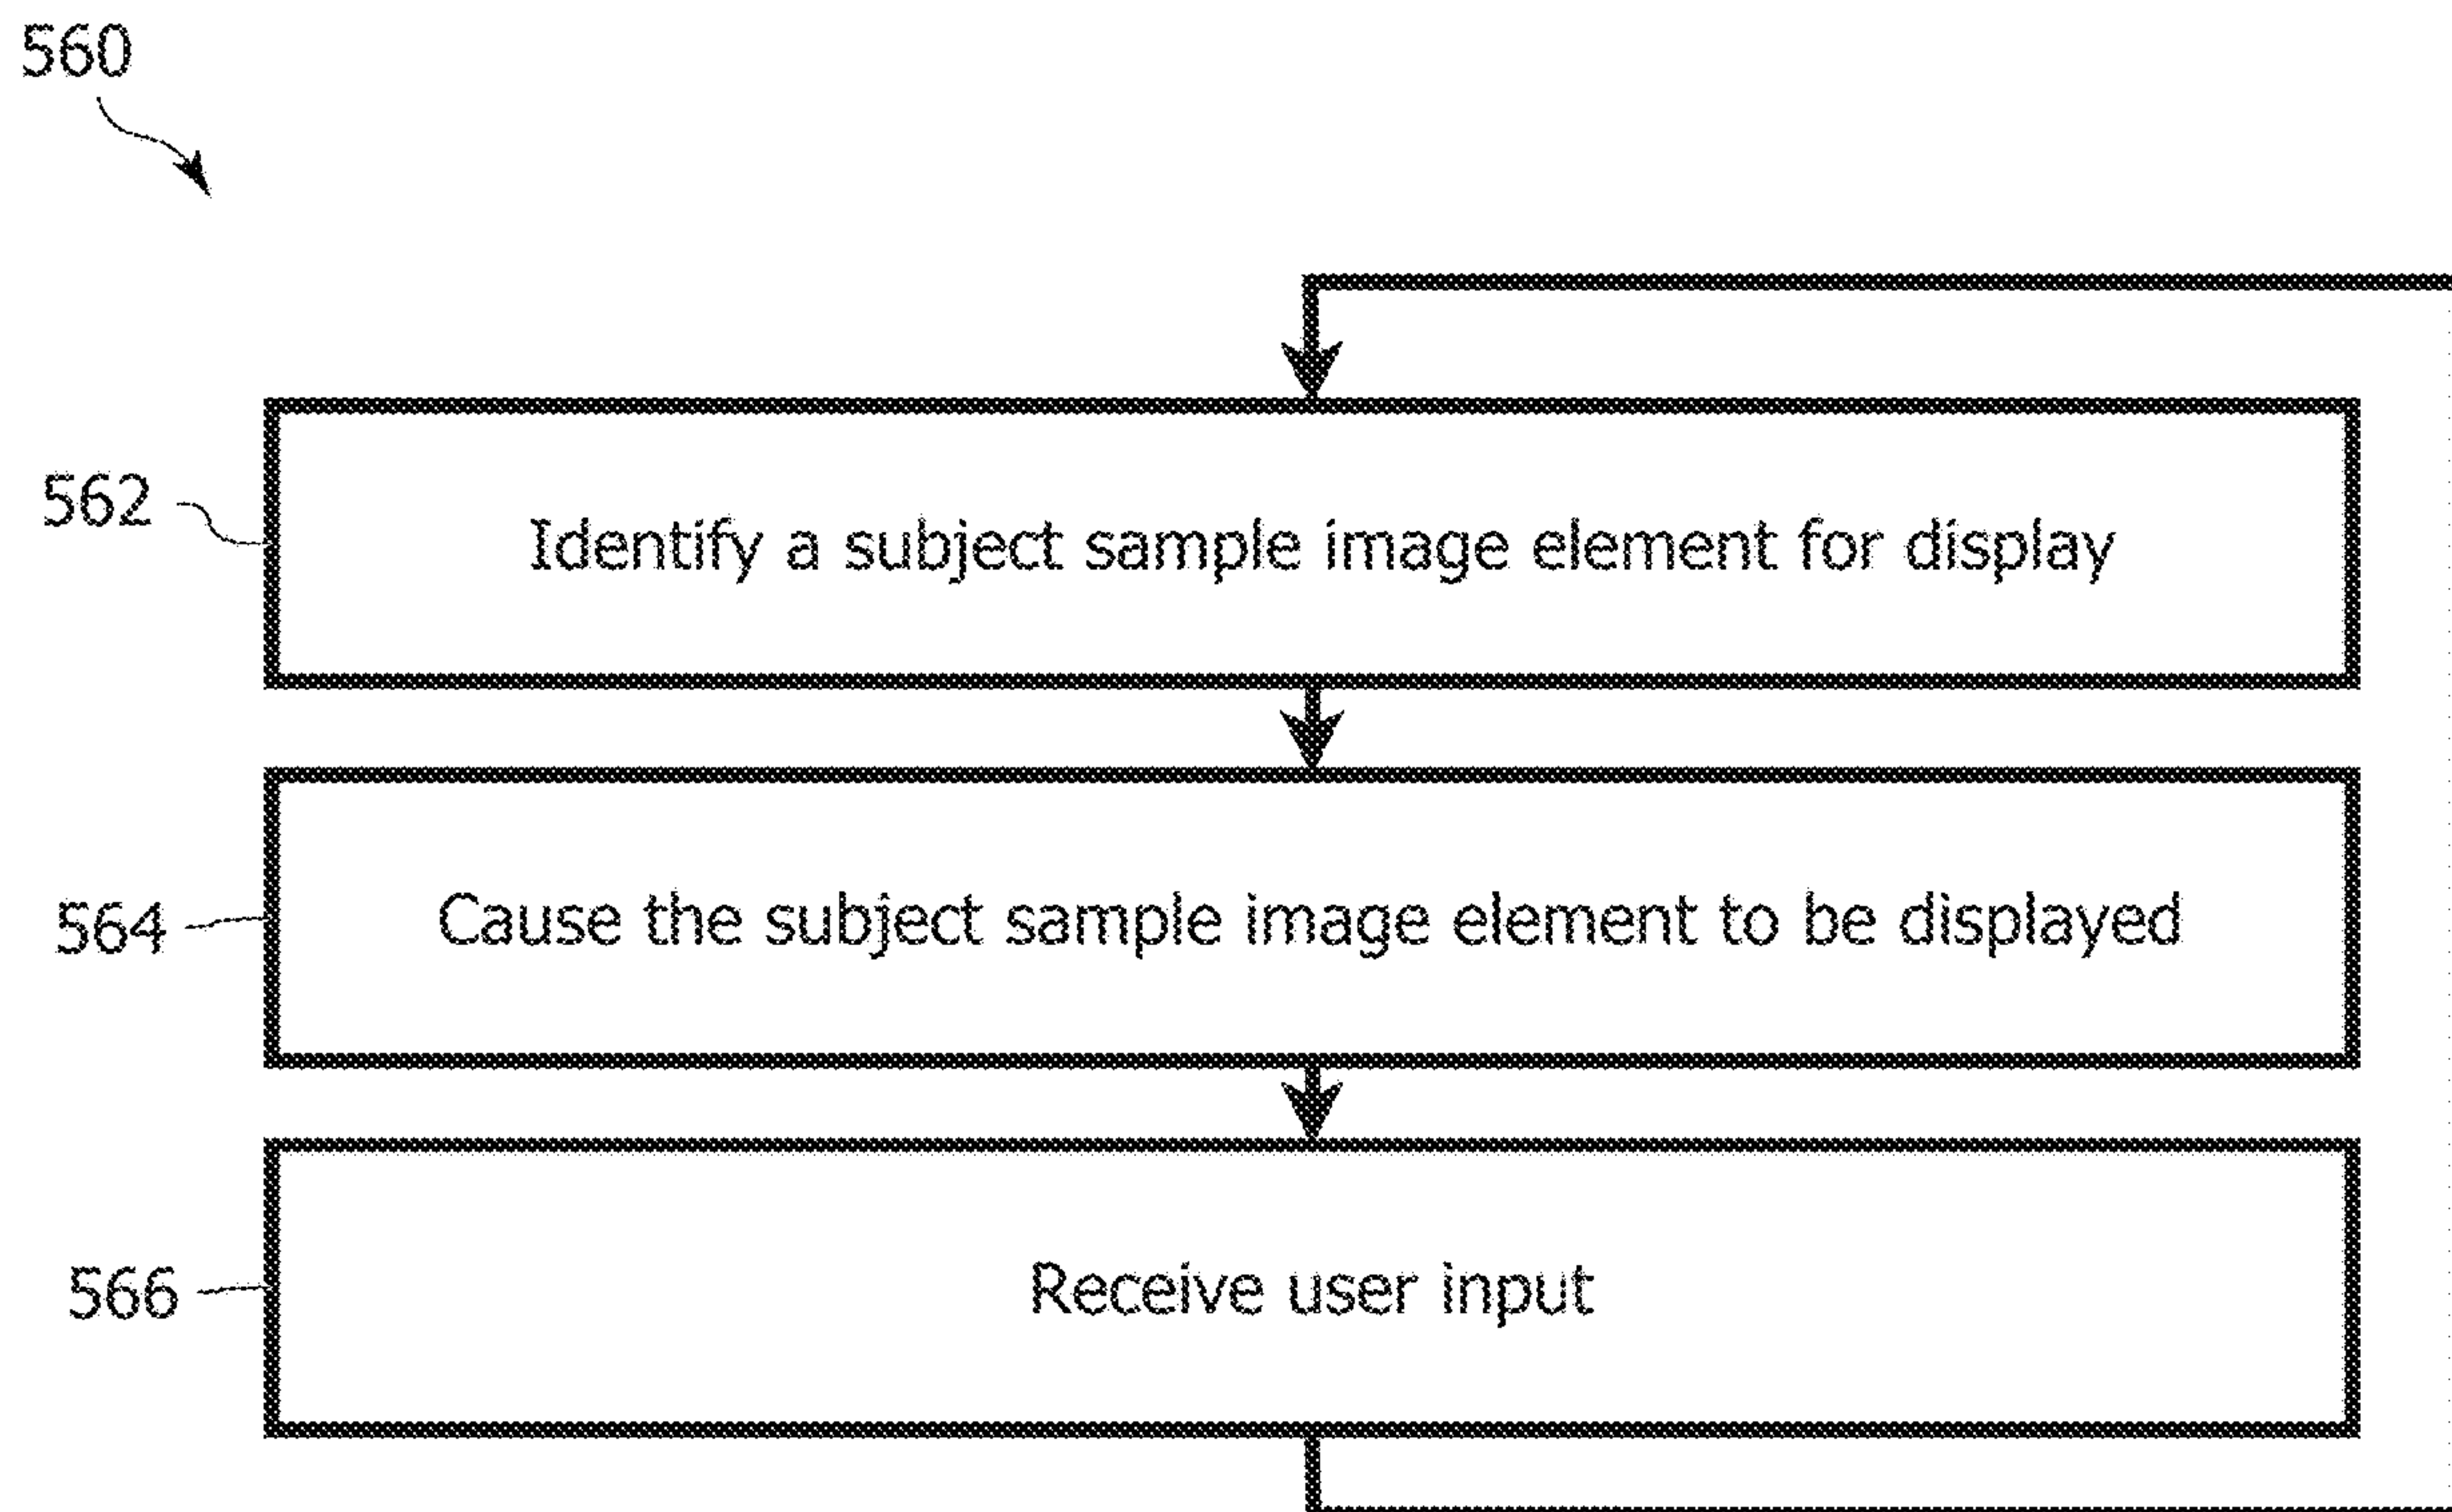 560
562
Identify a subject sample image element for display
564
Cause the subject sample image element to be displayed
566
Receive user input